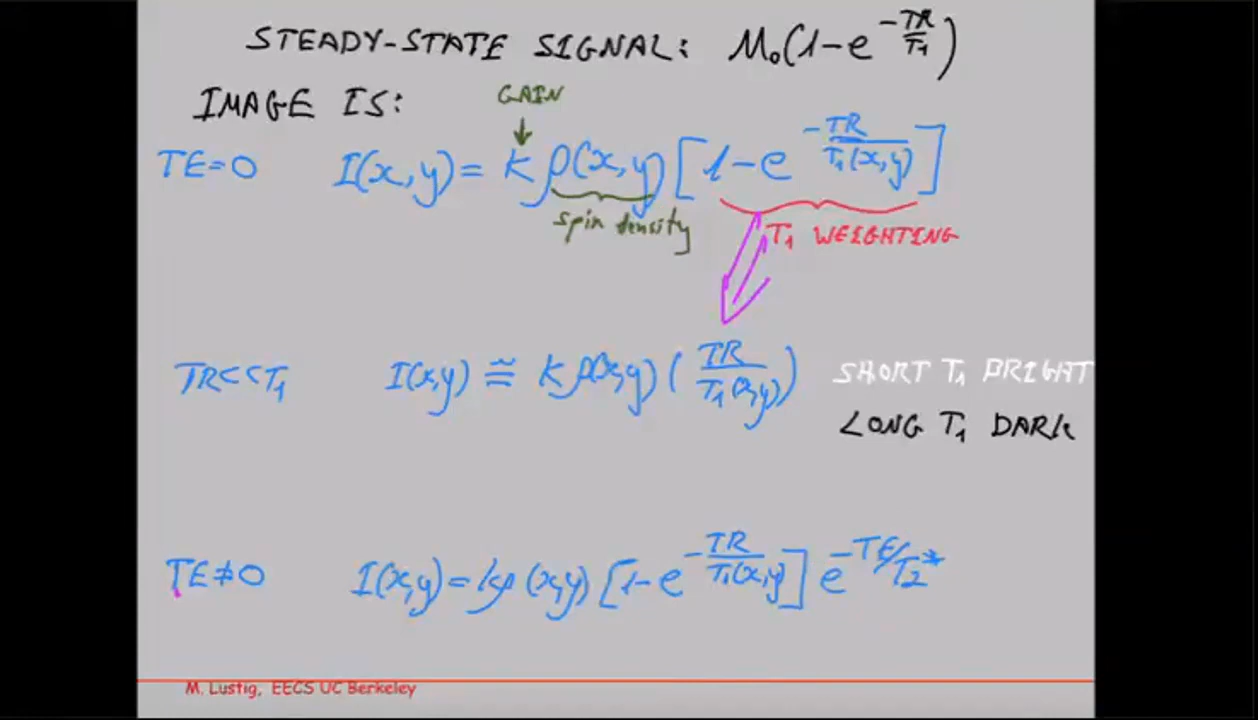 STEADY-STATE SIGNAL: M₀(1-e^{-TR/T₁})
IMAGE IS:
GAIN
TE=0 I(x,y)= k ρ(x,y) [1-e^{-TR/T₁(x,y)}]
spin density
T₁ WEIGHTING
TR<<T₁ I(x,y) ≅ kρ(x,y) (TR/T₁(x,y)) SHORT T₁ BRIGHT
LONG T₁ DARK
TE≠0 I(x,y)=kρ(x,y) [1-e^{-TR/T₁(x,y)}] e^{-TE/T₂*}
M. Lustig, EECS UC Berkeley